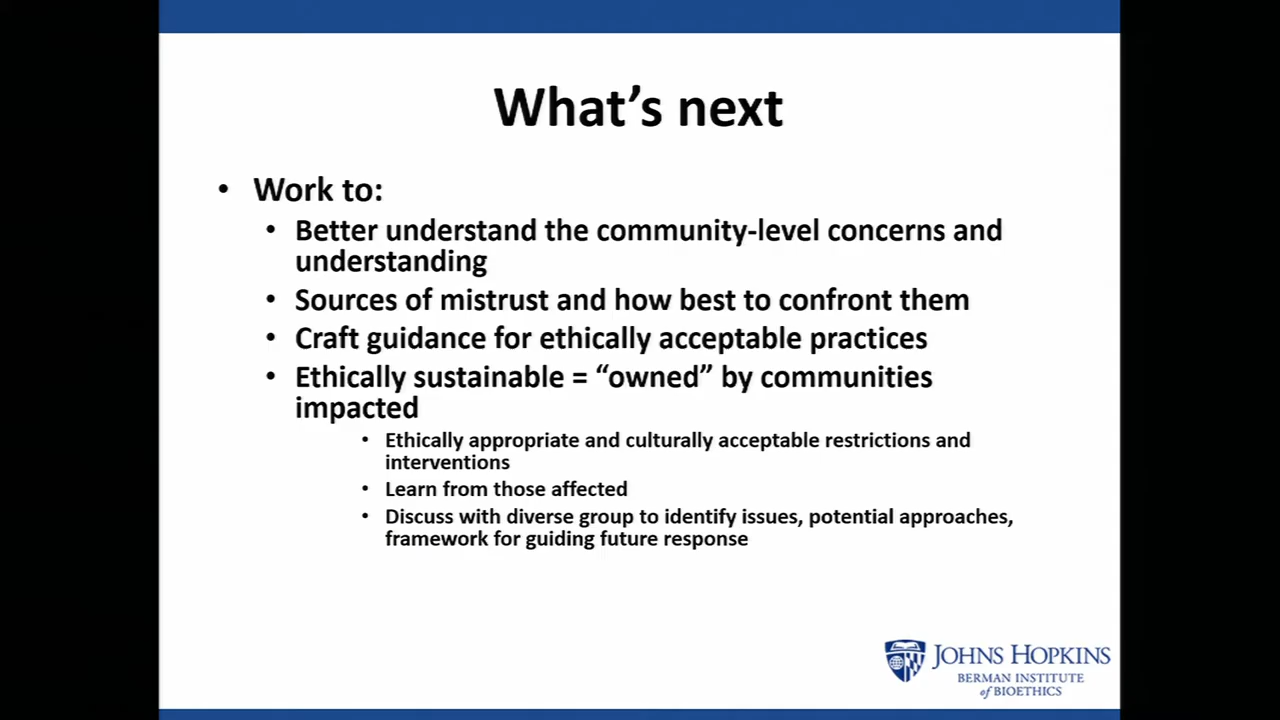 What’s next
• Work to:
• Better understand the community-level concerns and
understanding
• Sources of mistrust and how best to confront them
• Craft guidance for ethically acceptable practices
• Ethically sustainable = “owned” by communities
impacted
• Ethically appropriate and culturally acceptable restrictions and
interventions
• Learn from those affected
• Discuss with diverse group to identify issues, potential approaches,
framework for guiding future response
JOHNS HOPKINS
BERMAN INSTITUTE
of BIOETHICS